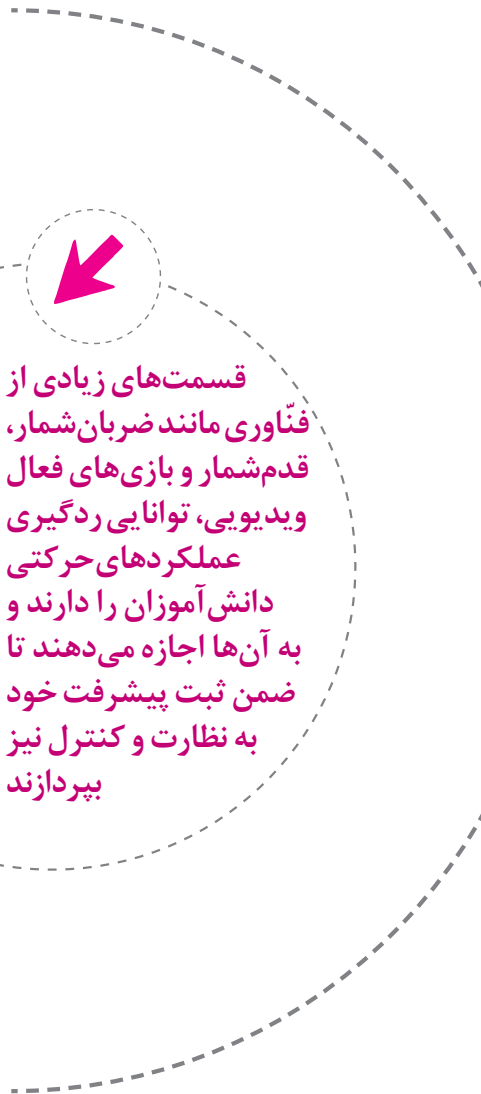 قسمت‌های زیادی از
فنّاوری مانند ضربان‌شمار،
قدم‌شمار و بازی‌های فعال
ویدیویی، توانایی ردگیری
عملکردهای حرکتی
دانش‌آموزان را دارند و
به آن‌ها اجازه می‌دهند تا
ضمن ثبت پیشرفت خود
به نظارت و کنترل نیز
بپردازند